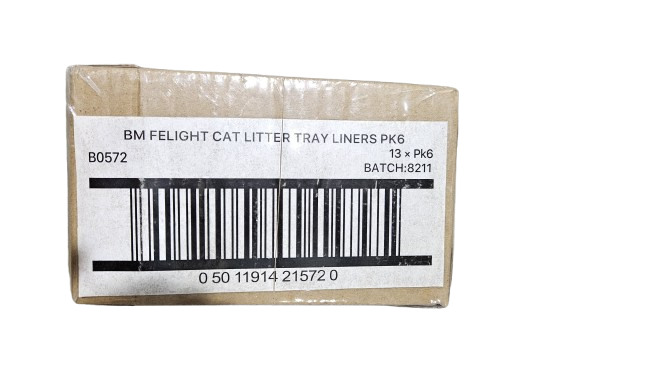 BM FELIGHT CAT LITTER TRAY LINERS PK6
B0572
13 × Pk6
BATCH:8211
0 50 11914 21572 0